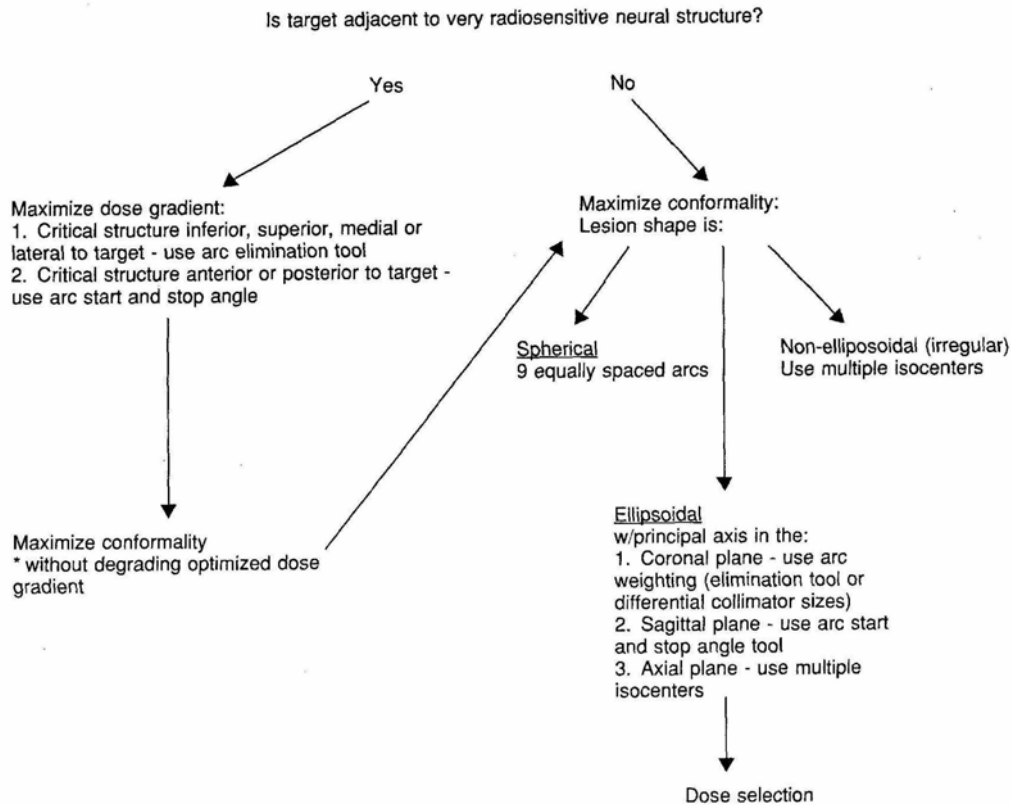 Is target adjacent to very radiosensitive neural structure?
Yes
No
Maximize dose gradient:
1. Critical structure inferior, superior, medial or
lateral to target - use arc elimination tool
2. Critical structure anterior or posterior to target -
use arc start and stop angle
Maximize conformality
* without degrading optimized dose
gradient
Maximize conformality:
Lesion shape is:
Spherical
9 equally spaced arcs
Non-elliposoidal (irregular)
Use multiple isocenters
Ellipsoidal
w/principal axis in the:
1. Coronal plane - use arc
weighting (elimination tool or
differential collimator sizes)
2. Sagittal plane - use arc start
and stop angle tool
3. Axial plane - use multiple
isocenters
Dose selection